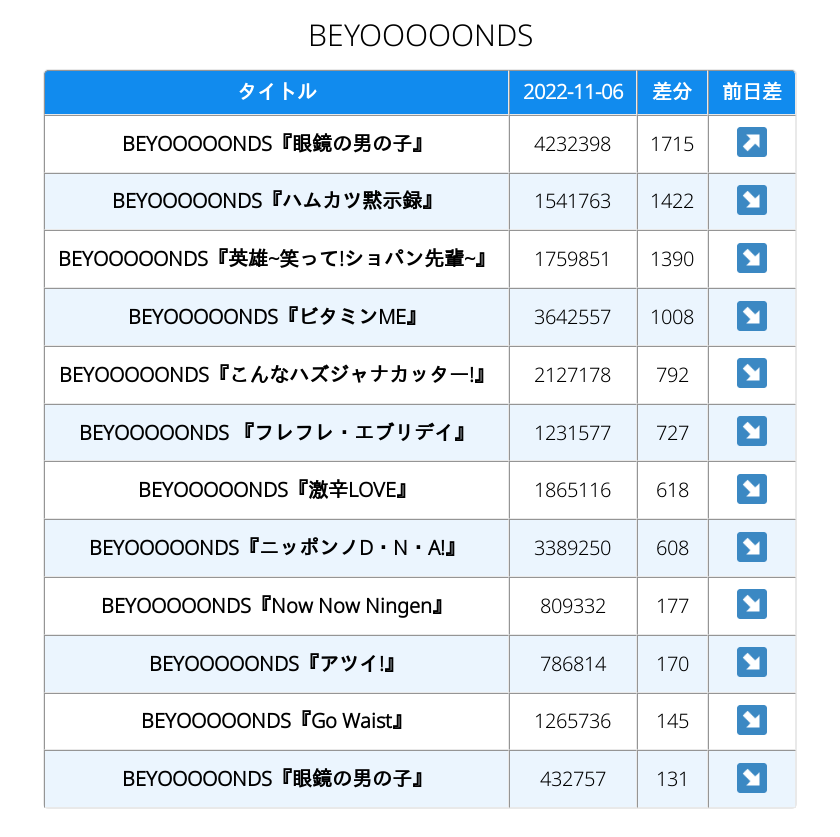 BEYOOOOONDS
タイトル 2022-11-06 差分 前日差
BEYOOOOONDS『眼鏡の男の子』 4232398 1715 ↗
BEYOOOOONDS『ハムカツ黙示録』 1541763 1422 ↘
BEYOOOOONDS『英雄~笑って!ショパン先輩~』 1759851 1390 ↘
BEYOOOOONDS『ビタミンME』 3642557 1008 ↘
BEYOOOOONDS『こんなハズジャナカッター!』 2127178 792 ↘
BEYOOOOONDS 『フレフレ・エブリデイ』 1231577 727 ↘
BEYOOOOONDS『激辛LOVE』 1865116 618 ↘
BEYOOOOONDS『ニッポンノD・N・A!』 3389250 608 ↘
BEYOOOOONDS『Now Now Ningen』 809332 177 ↘
BEYOOOOONDS『アツイ!』 786814 170 ↘
BEYOOOOONDS『Go Waist』 1265736 145 ↘
BEYOOOOONDS『眼鏡の男の子』 432757 131 ↘